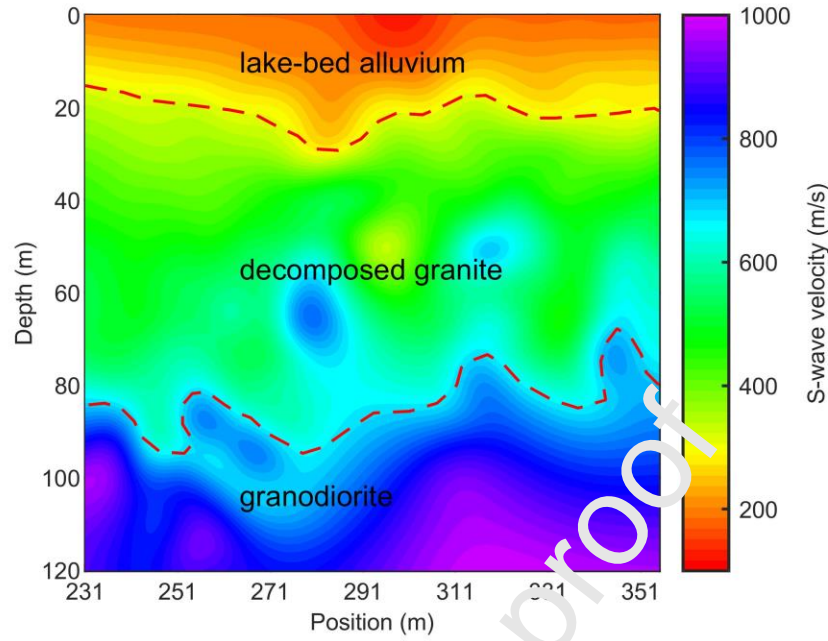 0
20
40
60
80
100
120
Depth (m)
lake-bed alluvium
decomposed granite
granodiorite
231
251
271
291
311
351
Position (m)
1000
800
600
400
200
S-wave velocity (m/s)
proof